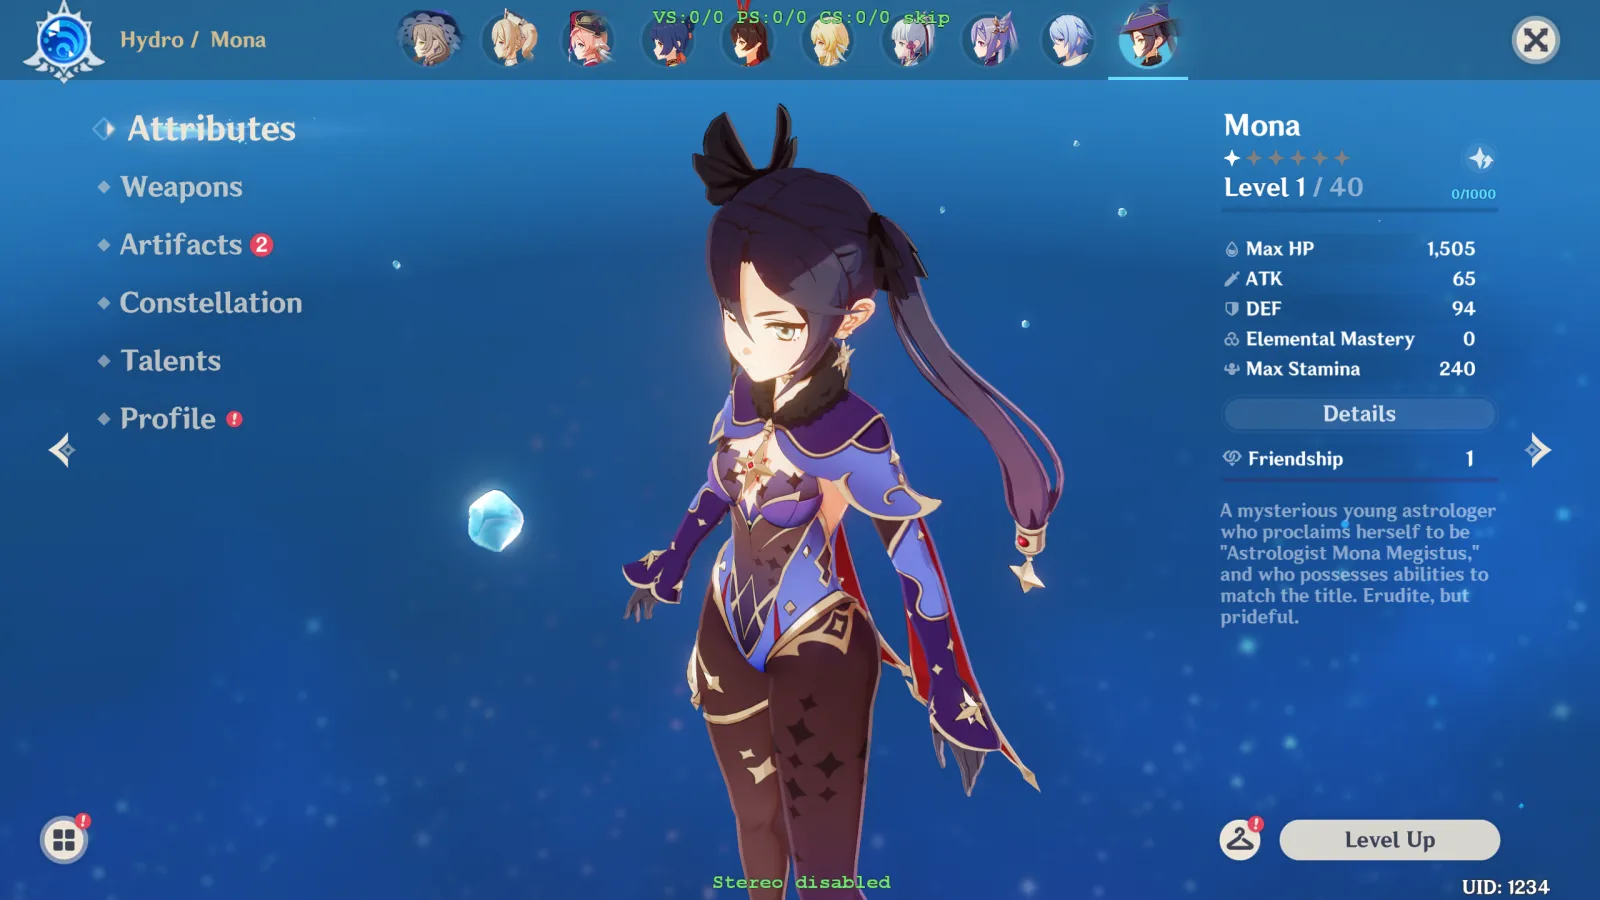 VS:0/0 PS:0/0 CS:0/0 skip
Hydro / Mona
Attributes
Weapons
Artifacts 2
Constellation
Talents
Profile !
Mona
Level 1 / 40
0/1000
Max HP 1,505
ATK 65
DEF 94
Elemental Mastery 0
Max Stamina 240
Details
Friendship 1
A mysterious young astrologer
who proclaims herself to be
"Astrologist Mona Megistus,"
and who possesses abilities to
match the title. Erudite, but
prideful.
!
!
Level Up
Stereo disabled
UID: 1234